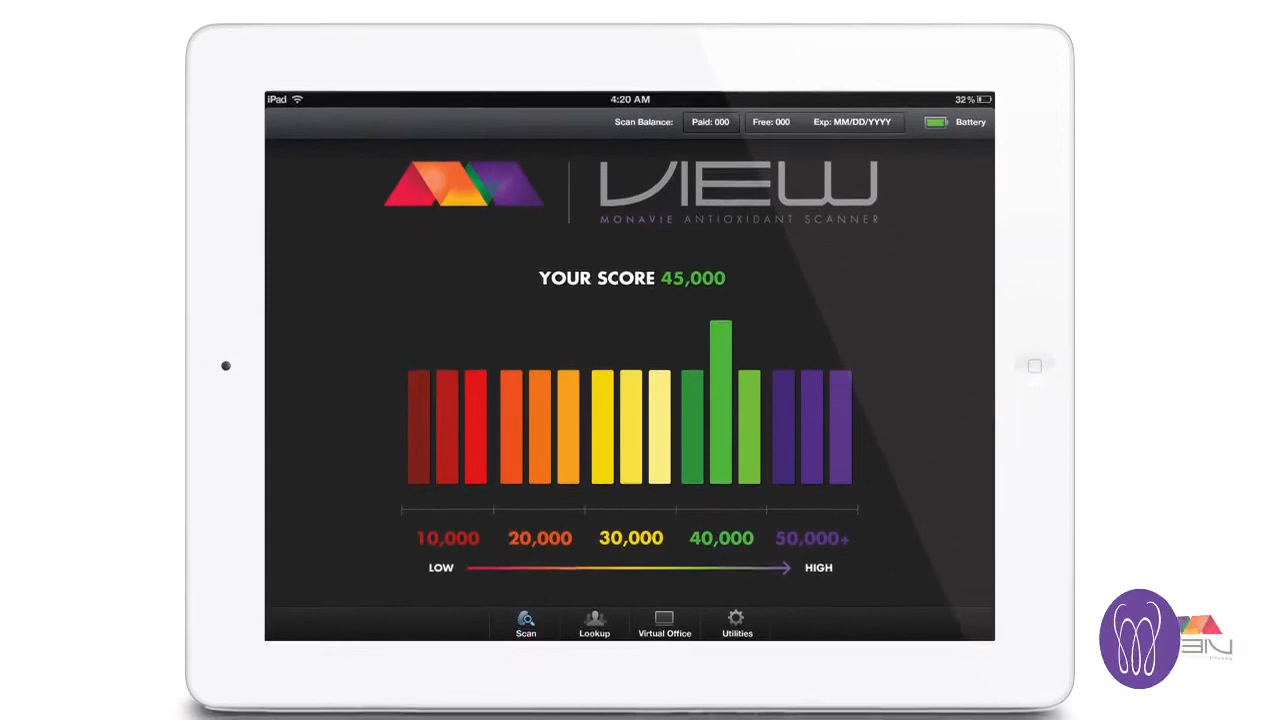 iPad 4:20 AM 32%
Scan Balance: Paid: 000 Free: 000 Exp: MM/DD/YYYY Battery
VIEW
MONAVIE ANTIOXIDANT SCANNER
YOUR SCORE 45,000
10,000 20,000 30,000 40,000 50,000+
LOW HIGH
Scan Lookup Virtual Office Utilities